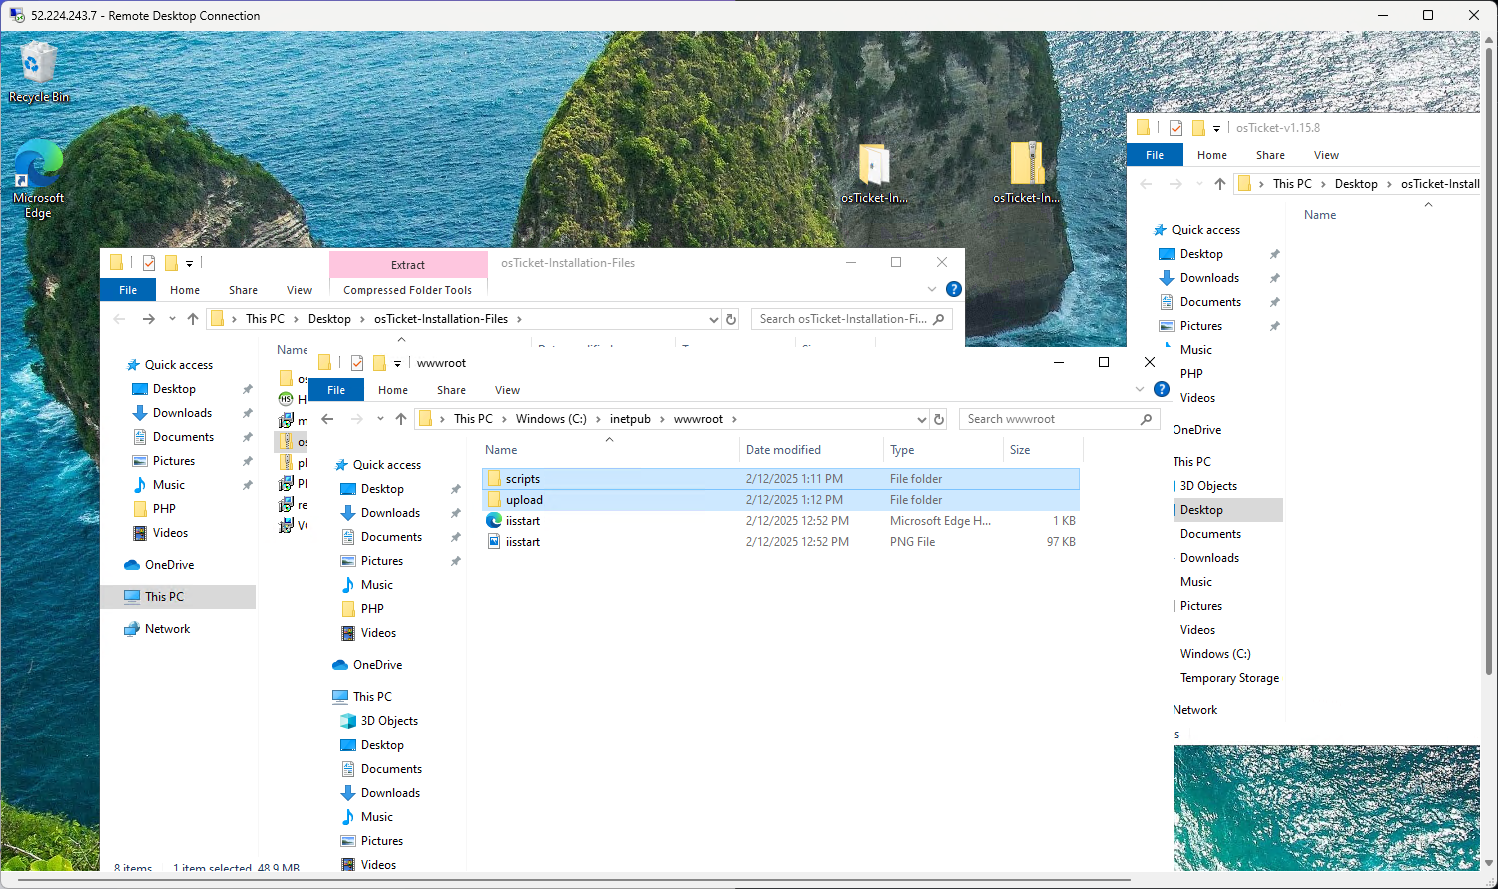 52.224.243.7 - Remote Desktop Connection
Recycle Bin
Microsoft
Edge
osTicket-In...
osTicket-In...
osTicket-v1.15.8
File
Home
Share
View
This PC
Desktop
osTicket-Install
Name
Quick access
Desktop
Downloads
Documents
Pictures
Music
PHP
Videos
OneDrive
This PC
3D Objects
Desktop
Documents
Downloads
Music
Pictures
Videos
Windows (C:)
Temporary Storage
Network
Extract
osTicket-Installation-Files
File
Home
Share
View
Compressed Folder Tools
This PC
Desktop
osTicket-Installation-Files
Search osTicket-Installation-Fi...
Name
Quick access
Desktop
Downloads
Documents
Pictures
Music
PHP
Videos
OneDrive
This PC
Network
8 items
1 item selected 48.9 MB
wwwroot
File
Home
Share
View
This PC
Windows (C:)
inetpub
wwwroot
Search wwwroot
Name Date modified Type Size
scripts 2/12/2025 1:11 PM File folder
upload 2/12/2025 1:12 PM File folder
iisstart 2/12/2025 12:52 PM Microsoft Edge H... 1 KB
iisstart 2/12/2025 12:52 PM PNG File 97 KB
Quick access
Desktop
Downloads
Documents
Pictures
Music
PHP
Videos
OneDrive
This PC
3D Objects
Desktop
Documents
Downloads
Music
Pictures
Videos